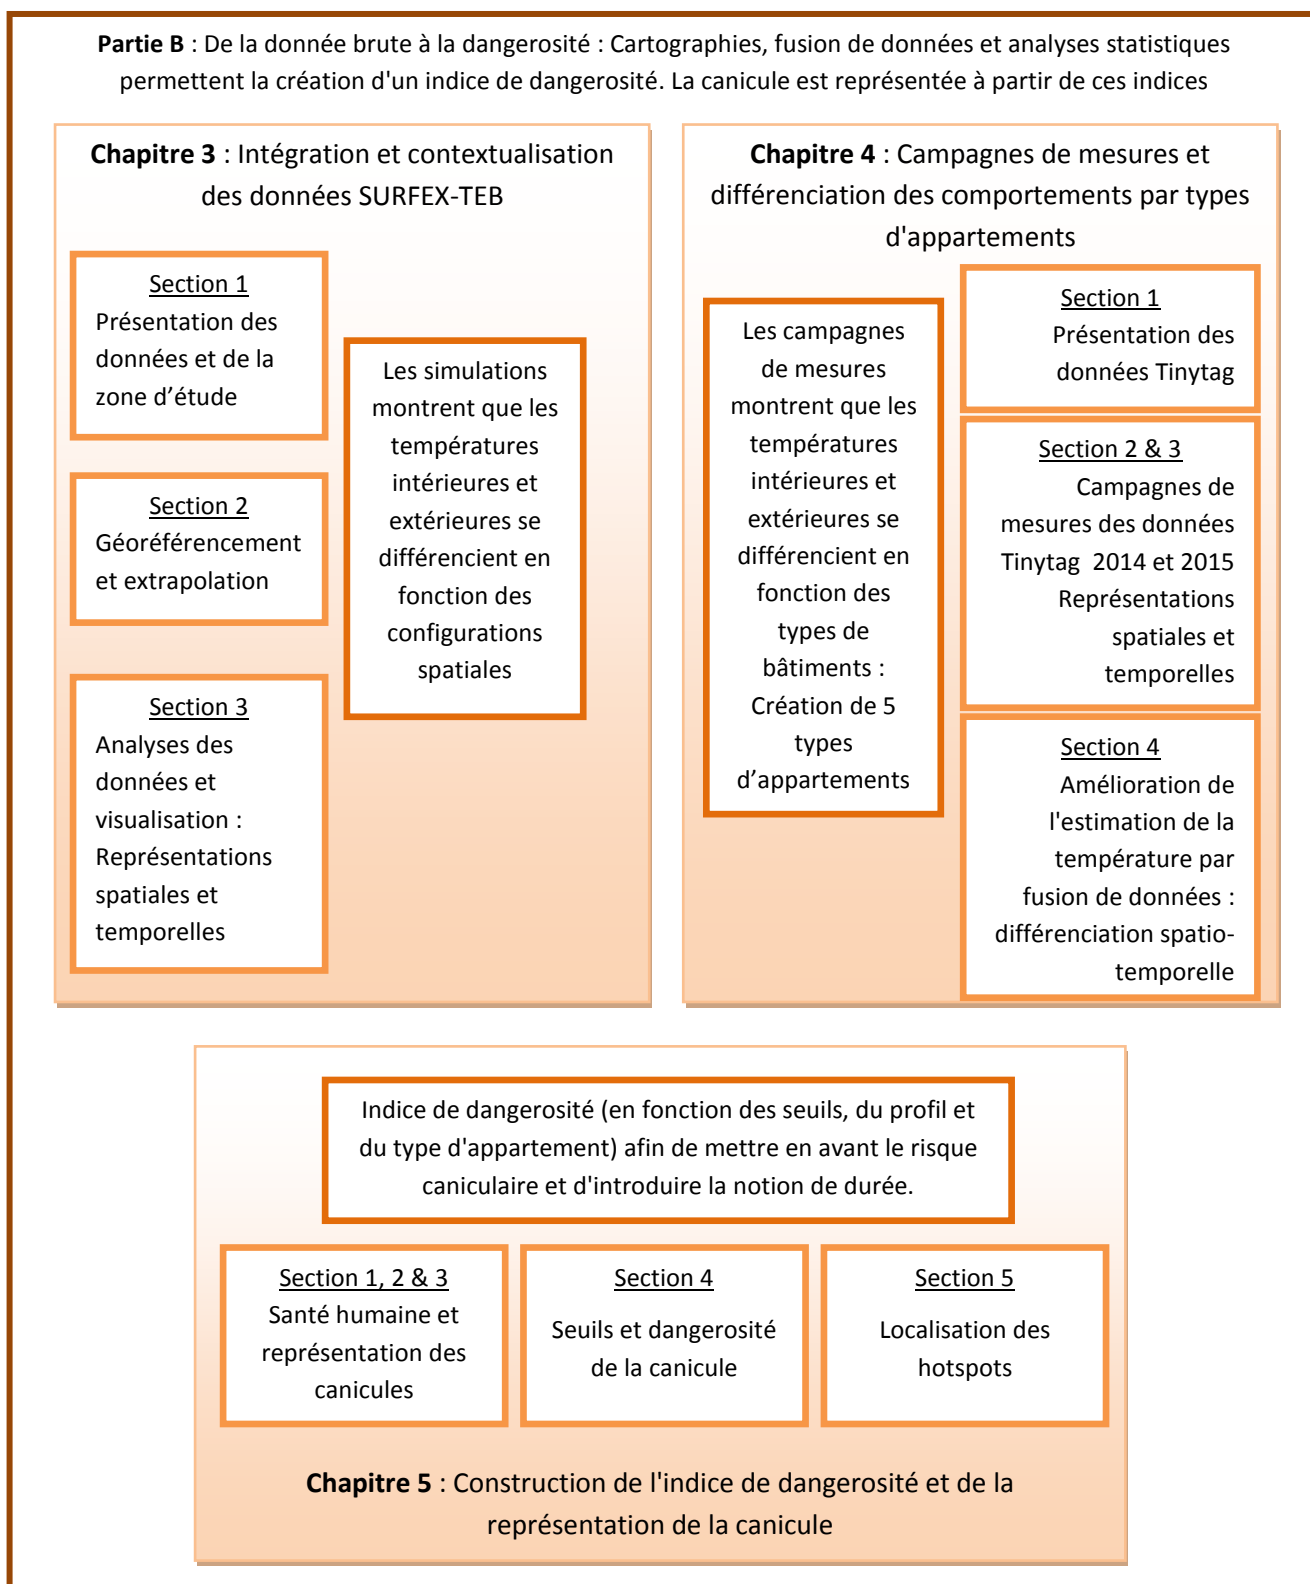 Partie B : De la donnée brute à la dangerosité : Cartographies, fusion de données et analyses statistiques
permettent la création d'un indice de dangerosité. La canicule est représentée à partir de ces indices
Chapitre 3 : Intégration et contextualisation
des données SURFEX-TEB
Section 1
Présentation des
données et de la
zone d’étude
Section 2
Géoréférencement
et extrapolation
Section 3
Analyses des
données et
visualisation :
Représentations
spatiales et
temporelles
Les simulations
montrent que les
températures
intérieures et
extérieures se
différencient en
fonction des
configurations
spatiales
Chapitre 4 : Campagnes de mesures et
différenciation des comportements par types
d'appartements
Les campagnes
de mesures
montrent que les
températures
intérieures et
extérieures se
différencient en
fonction des
types de
bâtiments :
Création de 5
types
d’appartements
Section 1
Présentation des
données Tinytag
Section 2 & 3
Campagnes de
mesures des données
Tinytag 2014 et 2015
Représentations
spatiales et
temporelles
Section 4
Amélioration de
l'estimation de la
température par
fusion de données :
différenciation spatio-
temporelle
Indice de dangerosité (en fonction des seuils, du profil et
du type d'appartement) afin de mettre en avant le risque
caniculaire et d'introduire la notion de durée.
Section 1, 2 & 3
Santé humaine et
représentation des
canicules
Section 4
Seuils et dangerosité
de la canicule
Section 5
Localisation des
hotspots
Chapitre 5 : Construction de l'indice de dangerosité et de la
représentation de la canicule